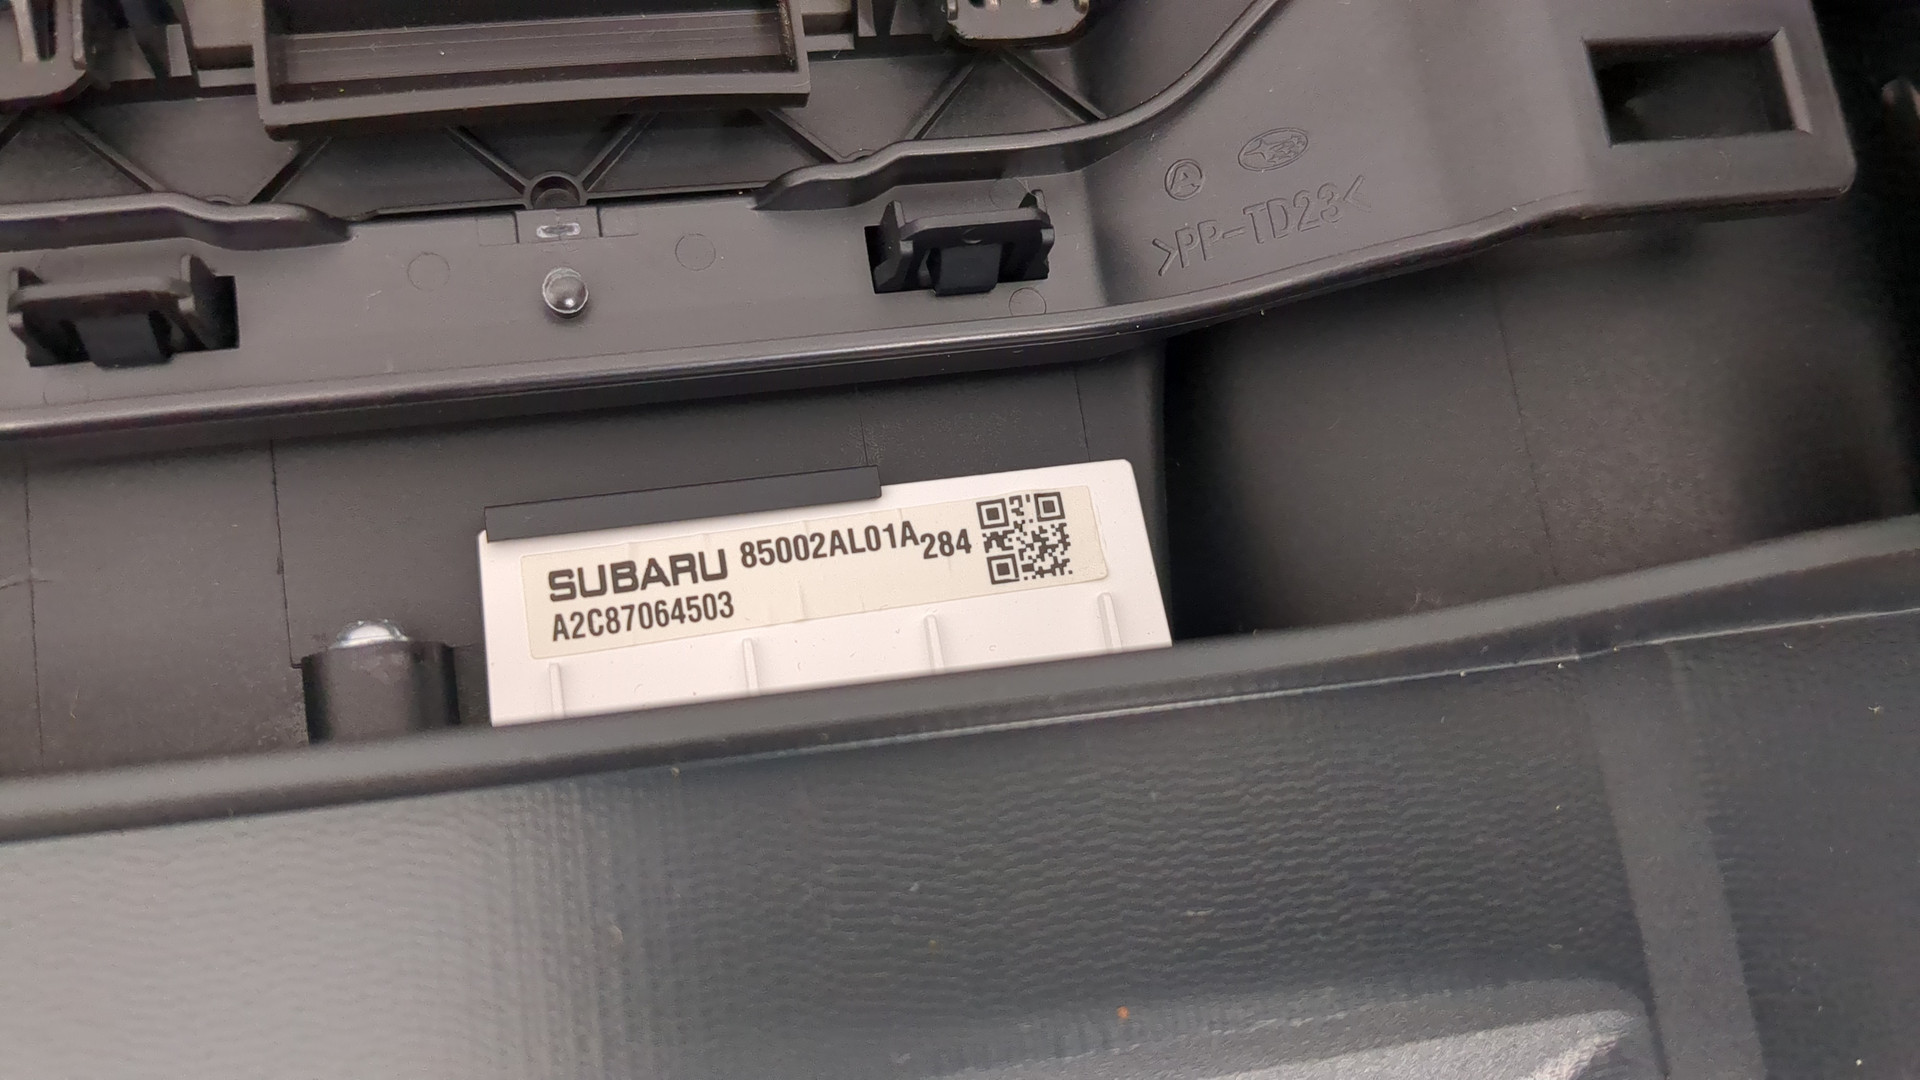 A
>PP-TD23<
SUBARU 85002AL01A 284
A2C87064503